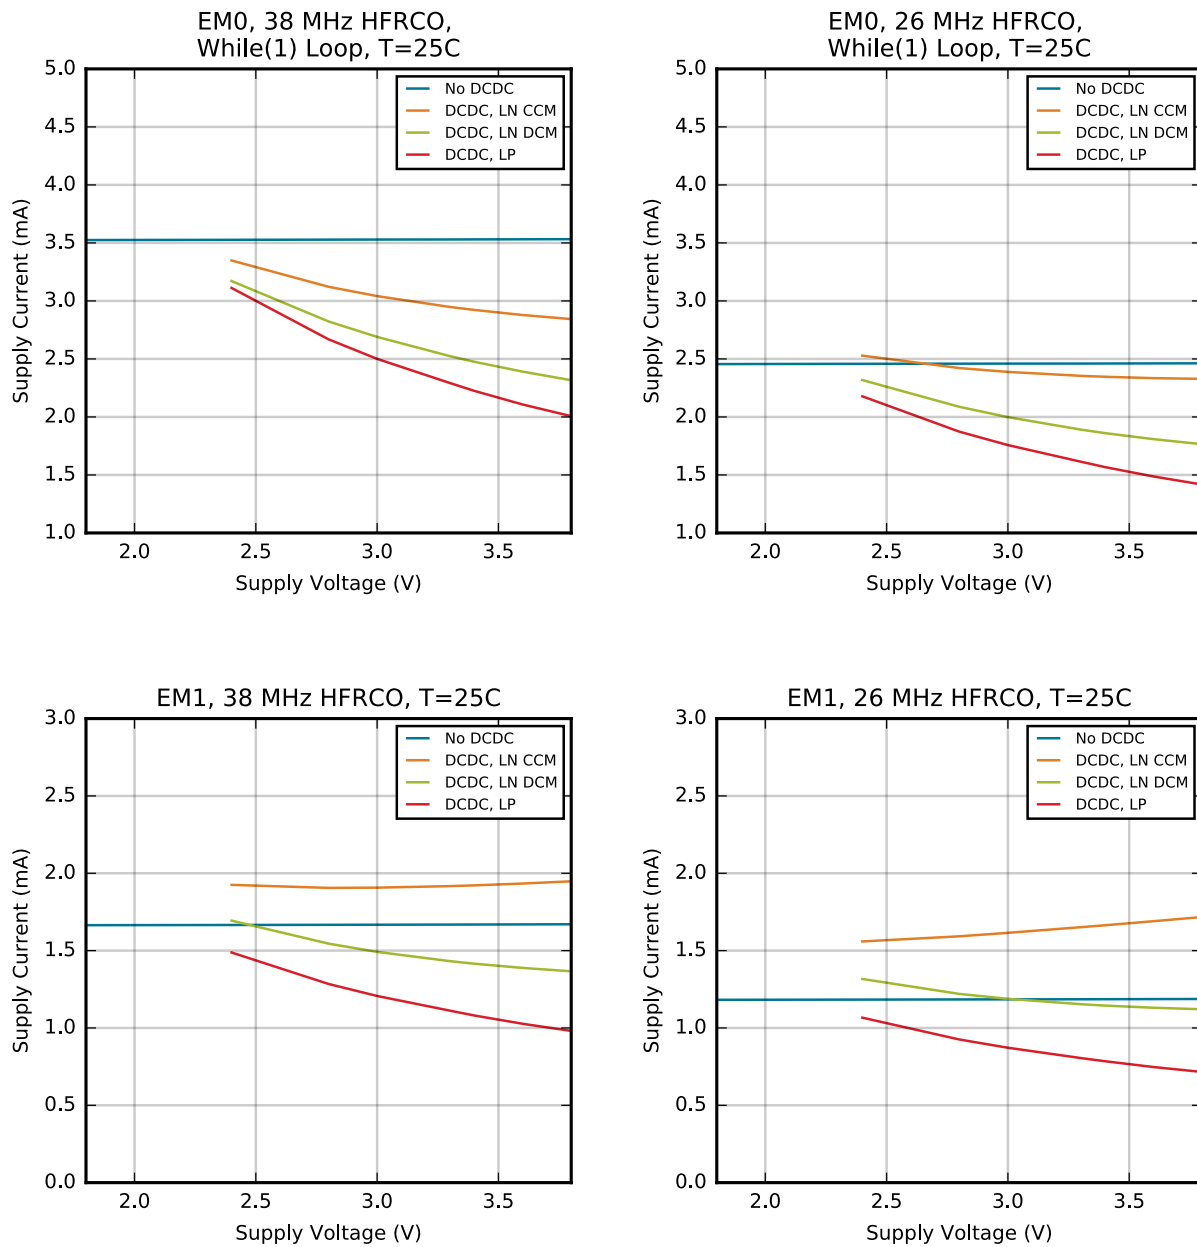 EM0, 38 MHz HFRCO,
While(1) Loop, T=25C
5.0
4.5
4.0
3.5
3.0
2.5
2.0
1.5
1.0
Supply Current (mA)
No DCDC
DCDC, LN CCM
DCDC, LN DCM
DCDC, LP
2.0
2.5
3.0
3.5
Supply Voltage (V)
EM0, 26 MHz HFRCO,
While(1) Loop, T=25C
5.0
4.5
4.0
3.5
3.0
2.5
2.0
1.5
1.0
Supply Current (mA)
No DCDC
DCDC, LN CCM
DCDC, LN DCM
DCDC, LP
2.0
2.5
3.0
3.5
Supply Voltage (V)
EM1, 38 MHz HFRCO, T=25C
3.0
2.5
2.0
1.5
1.0
0.5
0.0
Supply Current (mA)
No DCDC
DCDC, LN CCM
DCDC, LN DCM
DCDC, LP
2.0
2.5
3.0
3.5
Supply Voltage (V)
EM1, 26 MHz HFRCO, T=25C
3.0
2.5
2.0
1.5
1.0
0.5
0.0
Supply Current (mA)
No DCDC
DCDC, LN CCM
DCDC, LN DCM
DCDC, LP
2.0
2.5
3.0
3.5
Supply Voltage (V)